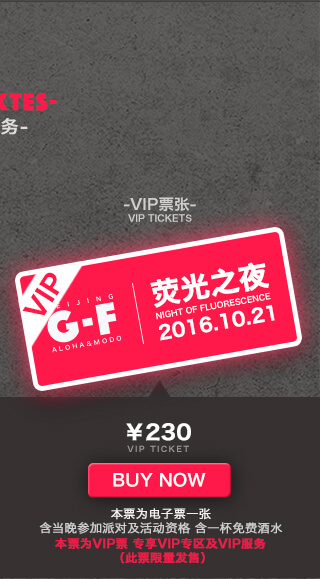 KTES-
务-
-VIP票张-
VIP TICKETS
VIP
EIJING
G-F
ALOHA&MODO
荧光之夜
NIGHT OF FLUORESCENCE
2016.10.21
￥230
VIP TICKET
BUY NOW
本票为电子票一张
含当晚参加派对及活动资格 含一杯免费酒水
本票为VIP票 专享VIP专区及VIP服务
（此票限量发售）